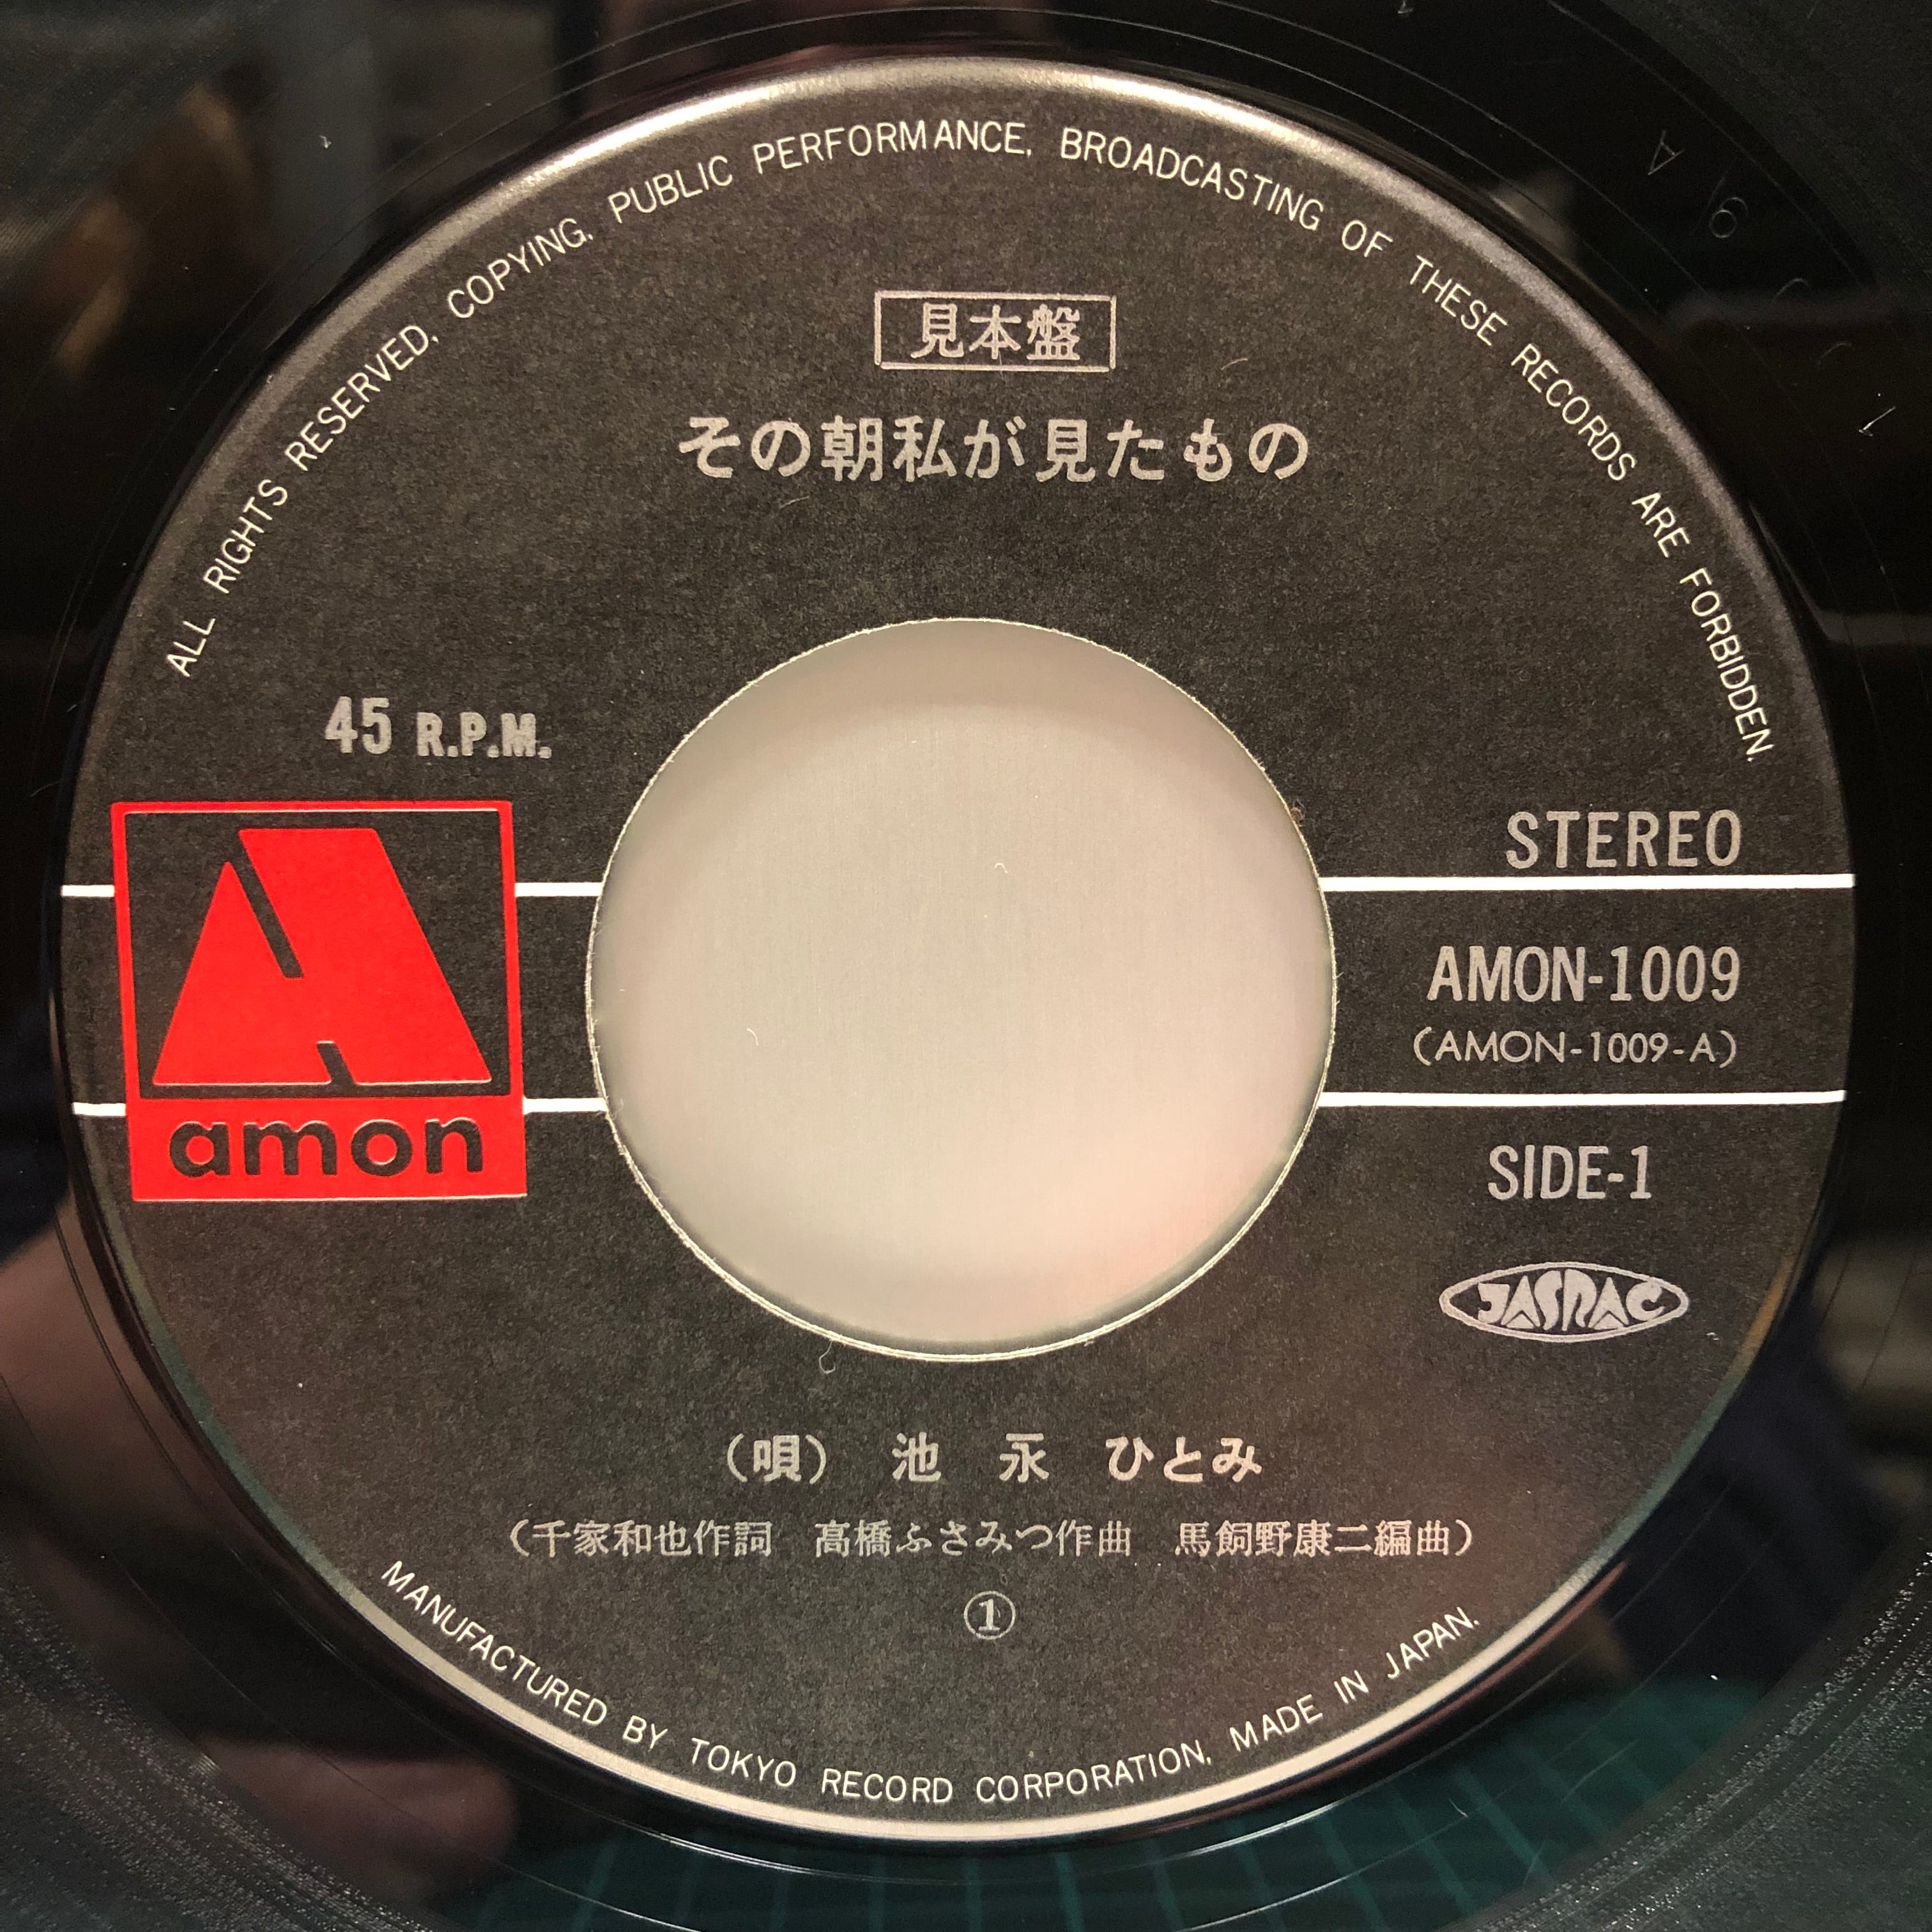 ALL RIGHTS RESERVED, COPYING, PUBLIC PERFORMANCE, BROADCASTING OF THESE RECORDS ARE FORBIDDEN.
見本盤
その朝私が見たもの
45 R.P.M.
STEREO
amon
AMON-1009
(AMON-1009-A)
SIDE-1
JASRAC
(唄) 池 永 ひとみ
(千家和也作詞 高橋ふさみつ作曲 馬飼野康二編曲)
①
MANUFACTURED BY TOKYO RECORD CORPORATION, MADE IN JAPAN.